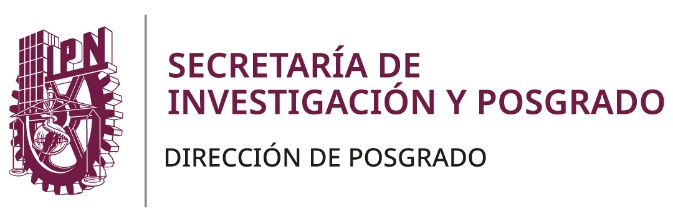 IPN
SECRETARÍA DE
INVESTIGACIÓN Y POSGRADO
DIRECCIÓN DE POSGRADO